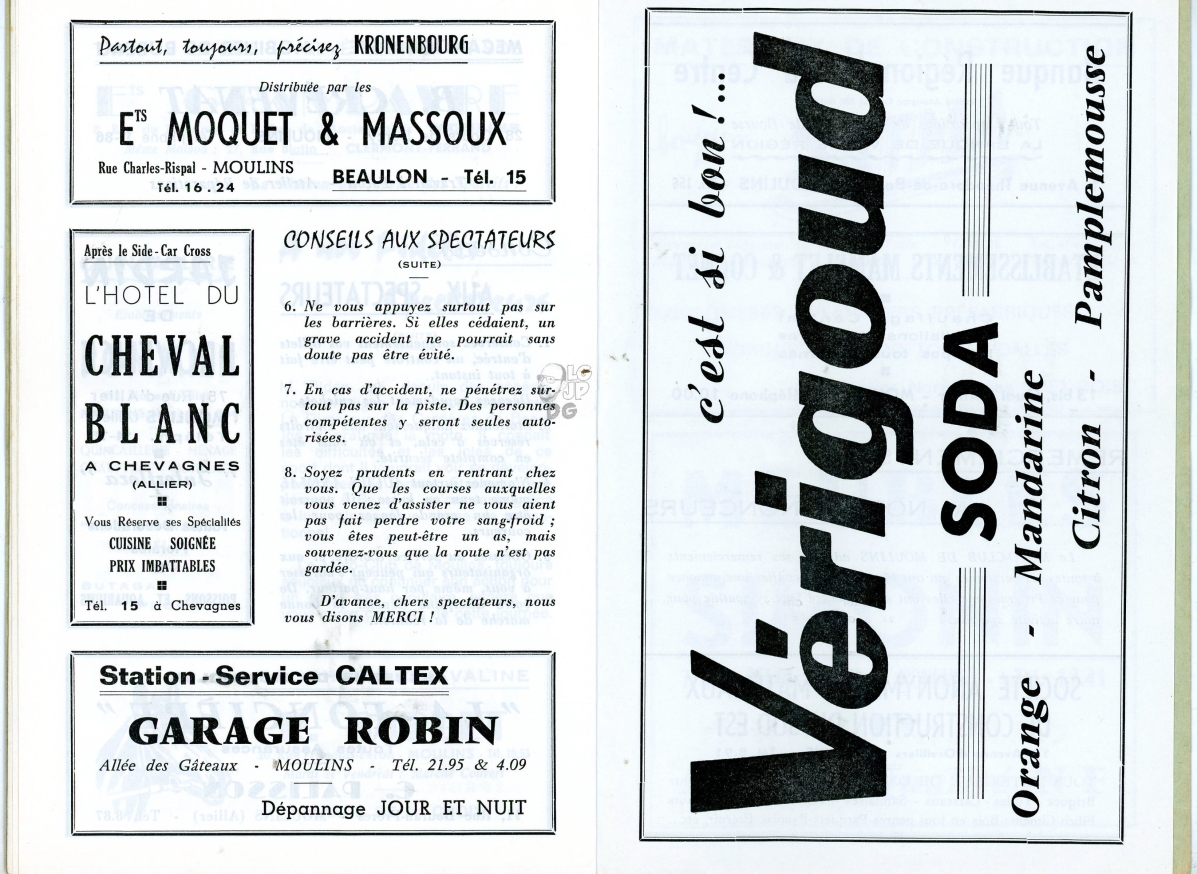 Partout, toujours, précisez KRONENBOURG
Distribuée par les
ETS MOQUET & MASSOUX
Rue Charles-Rispal - MOULINS
Tél. 16.24
BEAULON - Tél. 15
Après le Side-Car Cross
L'HOTEL DU
CHEVAL
BLANC
A CHEVAGNES
(ALLIER)
Vous Réserve ses Spécialités
CUISINE SOIGNÉE
PRIX IMBATTABLES
Tél. 15 à Chevagnes
CONSEILS AUX SPECTATEURS
(SUITE)
6. Ne vous appuyez surtout pas sur
les barrières. Si elles cédaient, un
grave accident ne pourrait sans
doute pas être évité.
7. En cas d'accident, ne pénétrez sur-
tout pas sur la piste. Des personnes
compétentes y seront seules auto-
risées.
8. Soyez prudents en rentrant chez
vous. Que les courses auxquelles
vous venez d'assister ne vous aient
pas fait perdre votre sang-froid ;
vous êtes peut-être un as, mais
souvenez-vous que la route n'est pas
gardée.
D'avance, chers spectateurs, nous
vous disons MERCI !
Station-Service CALTEX
GARAGE ROBIN
Allée des Gâteaux - MOULINS - Tél. 21.95 & 4.09
Dépannage JOUR ET NUIT
c'est si bon !...
Vérigoud
SODA
Orange - Mandarine
Citron - Pamplemousse